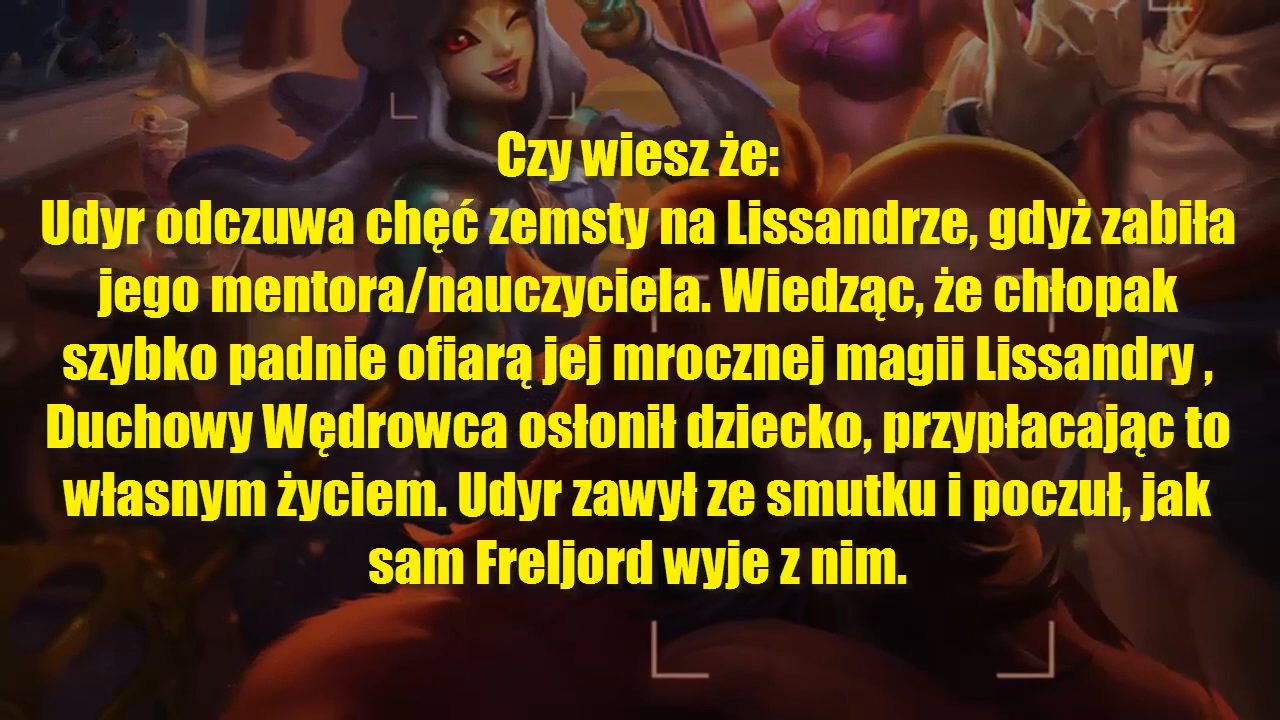 Czy wiesz że:
Udyr odczuwa chęć zemsty na Lissandrze, gdyż zabiła
jego mentora/nauczyciela. Wiedząc, że chłopak
szybko padnie ofiarą jej mrocznej magii Lissandry ,
Duchowy Wędrowca osłonił dziecko, przypłacając to
własnym życiem. Udyr zawył ze smutku i poczuł, jak
sam Freljord wyje z nim.